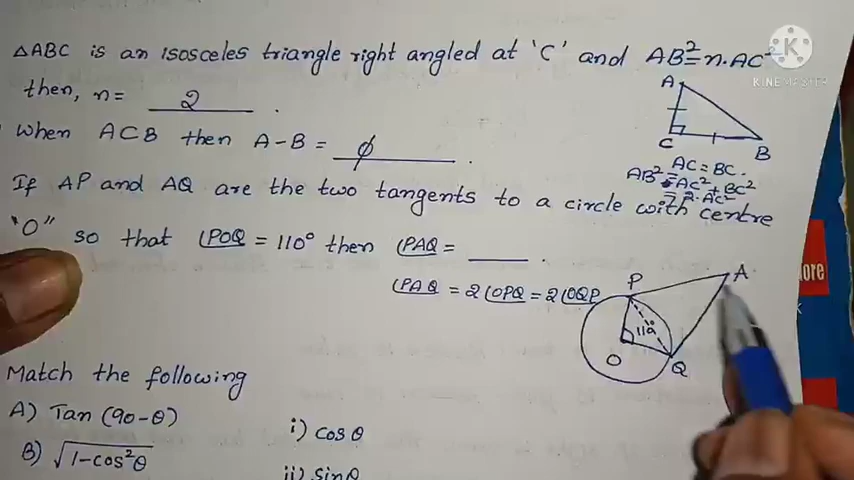 △ABC is an isosceles triangle right angled at 'C' and AB²=n.AC²
then, n= 2 .
When ACB then A-B = ϕ .
If AP and AQ are the two tangents to a circle with centre
"O" so that ∠POQ = 110° then ∠PAQ = ___ .
∠PAQ = 2∠OPQ = 2∠OQP
Match the following
A) Tan (90-θ)
i) cos θ
B) √1-cos²θ
ii) sinθ
A
C
B
AC = BC.
AB² = AC² + BC²
= 2.AC²
P
A
110
O
Q
K
KINEMASTER
ore